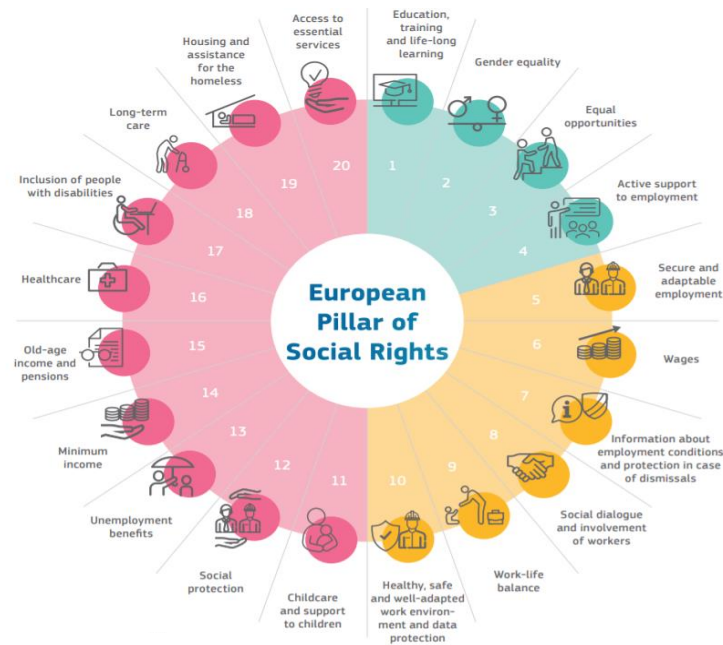 European
Pillar of
Social Rights
1
Education,
training
and life-long
learning
2
Gender equality
3
Equal
opportunities
4
Active support
to employment
5
Secure and
adaptable
employment
6
Wages
7
Information about
employment conditions
and protection in case
of dismissals
8
Social dialogue
and involvement
of workers
9
Work-life
balance
10
Healthy, safe
and well-adapted
work environ-
ment and data
protection
11
Childcare
and support
to children
12
Social
protection
13
Unemployment
benefits
14
Minimum
income
15
Old-age
income and
pensions
16
Healthcare
17
Inclusion of people
with disabilities
18
Long-term
care
19
Housing and
assistance
for the
homeless
20
Access to
essential
services